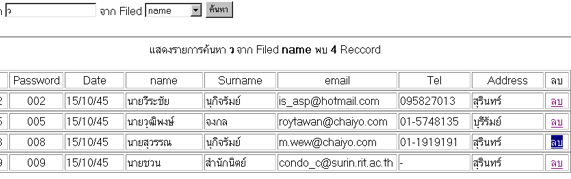 ว จาก Filed name ค้นหา
แสดงรายการค้นหา ว จาก Filed name พบ 4 Reccord
Password Date name Surname email Tel Address ลบ
2 002 15/10/45 นายวีระชัย นุกิจรัมย์ is_asp@hotmail.com 095827013 สุรินทร์ ลบ
5 005 15/10/45 นายวุฒิพงษ์ จงกล roytawan@chaiyo.com 01-5748135 บุรีรัมย์ ลบ
3 008 15/10/45 นายสุวรรณ นุกิจรัมย์ m.wew@chaiyo.com 01-1919191 สุรินทร์ ลบ
9 009 15/10/45 นายชวน สำนักนิตย์ condo_c@surin.rit.ac.th - สุรินทร์ ลบ